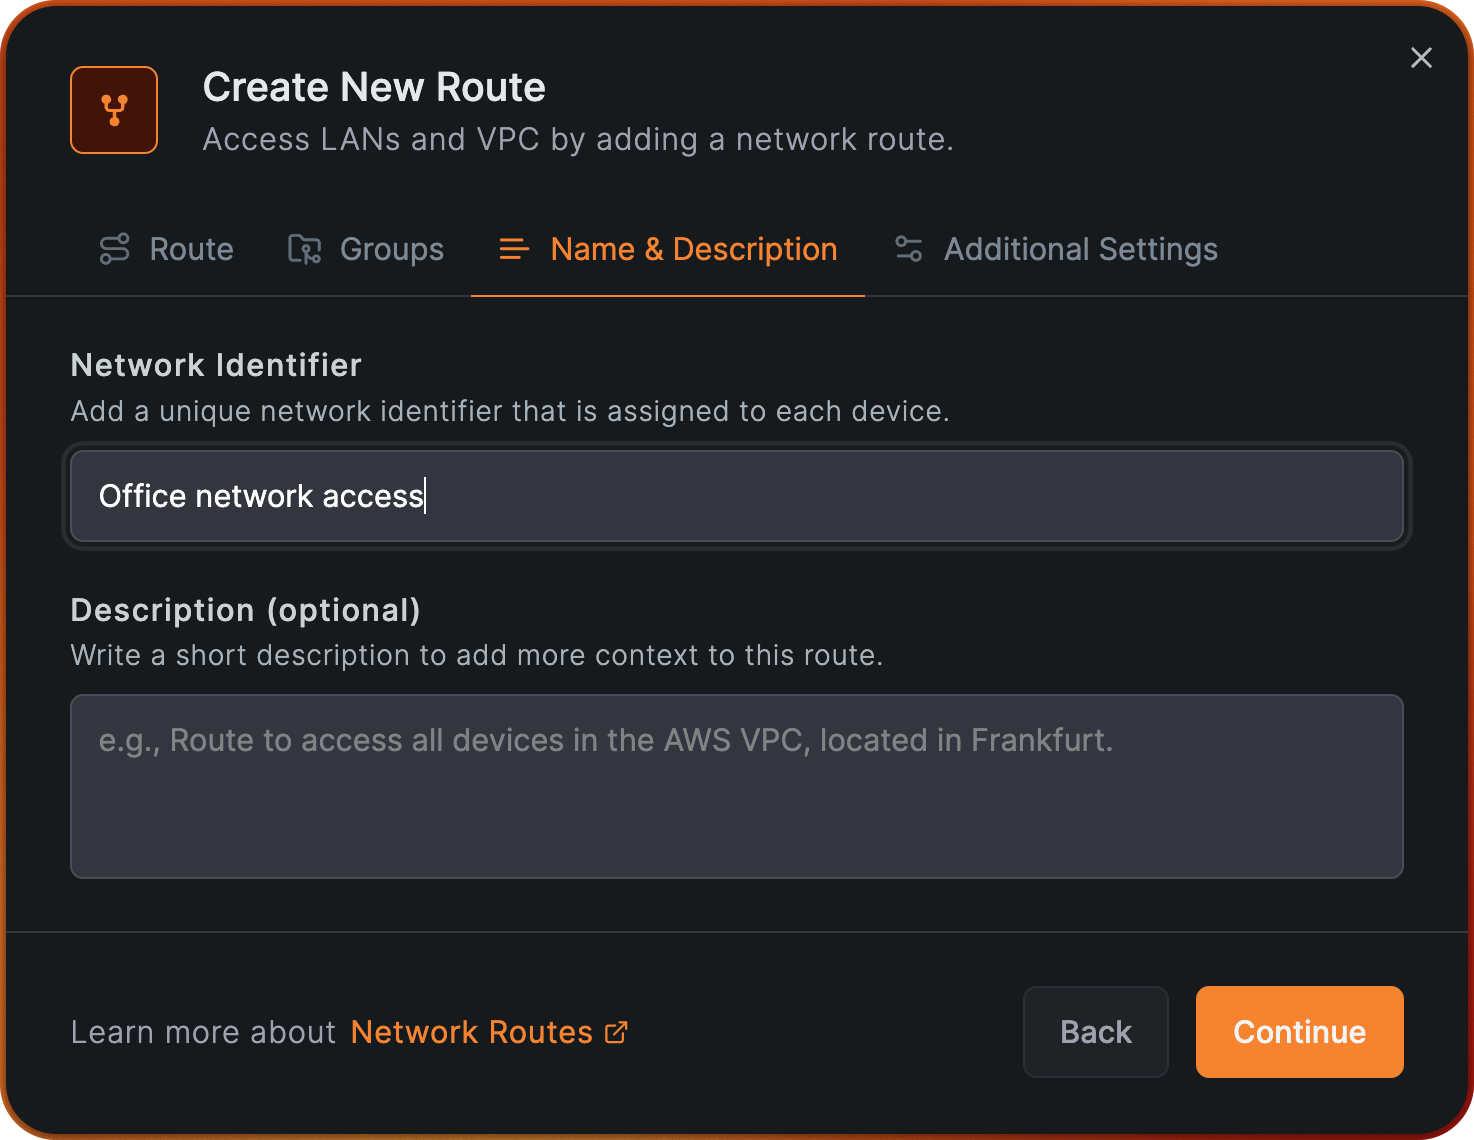 Create New Route
Access LANs and VPC by adding a network route.
Route
Groups
Name & Description
Additional Settings
Network Identifier
Add a unique network identifier that is assigned to each device.
Office network access
Description (optional)
Write a short description to add more context to this route.
e.g., Route to access all devices in the AWS VPC, located in Frankfurt.
Learn more about Network Routes
Back
Continue